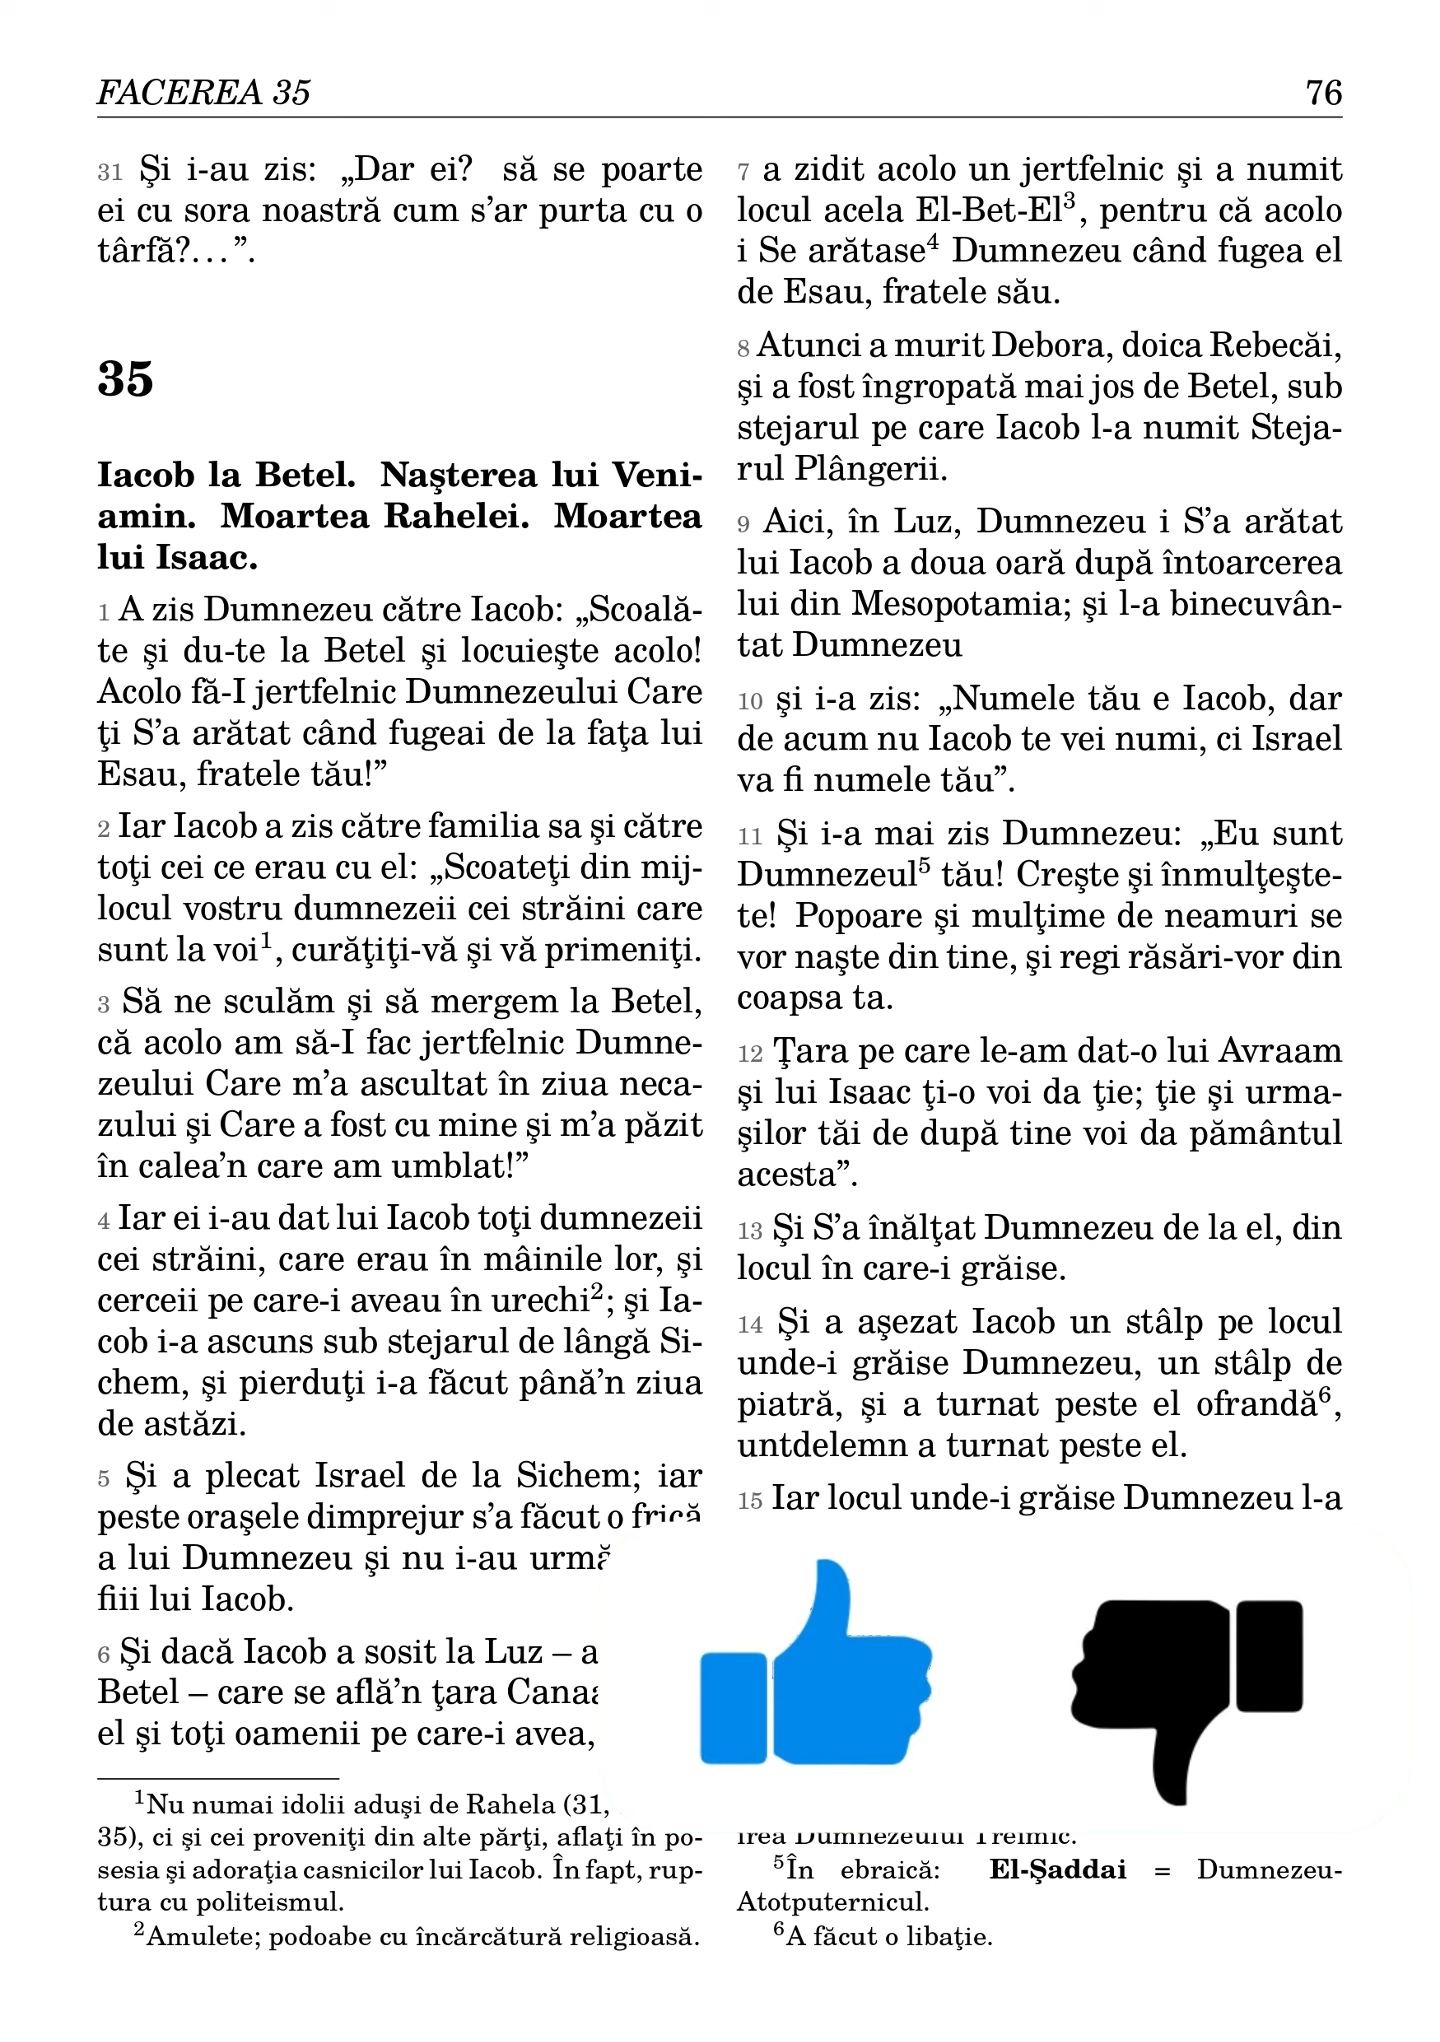 FACEREA 35 76
31 Şi i-au zis: „Dar ei? să se poarte
ei cu sora noastră cum s’ar purta cu o
târfă?…”.
35
Iacob la Betel. Naşterea lui Veni-
amin. Moartea Rahelei. Moartea
lui Isaac.
1 A zis Dumnezeu către Iacob: „Scoală-
te şi du-te la Betel şi locuieşte acolo!
Acolo fă-I jertfelnic Dumnezeului Care
ţi S’a arătat când fugeai de la faţa lui
Esau, fratele tău!”
2 Iar Iacob a zis către familia sa şi către
toţi cei ce erau cu el: „Scoateţi din mij-
locul vostru dumnezeii cei străini care
sunt la voi¹, curăţiţi-vă şi vă primeniţi.
3 Să ne sculăm şi să mergem la Betel,
că acolo am să-I fac jertfelnic Dumne-
zeului Care m’a ascultat în ziua neca-
zului şi Care a fost cu mine şi m’a păzit
în calea’n care am umblat!”
4 Iar ei i-au dat lui Iacob toţi dumnezeii
cei străini, care erau în mâinile lor, şi
cerceii pe care-i aveau în urechi²; şi Ia-
cob i-a ascuns sub stejarul de lângă Si-
chem, şi pierduţi i-a făcut până’n ziua
de astăzi.
5 Şi a plecat Israel de la Sichem; iar
peste oraşele dimprejur s’a făcut o frică
a lui Dumnezeu şi nu i-au
fiii lui Iacob.
6 Şi dacă Iacob a sosit la Luz – a
Betel – care se află’n ţara
el şi toţi oamenii pe care-i avea,
¹Nu numai idolii aduşi de Rahela (31,
35), ci şi cei proveniţi din alte părţi, aflaţi în po-
sesia şi adoraţia casnicilor lui Iacob. În fapt, rup-
tura cu politeismul.
²Amulete; podoabe cu încărcătură religioasă.
7 a zidit acolo un jertfelnic şi a numit
locul acela El-Bet-El³, pentru că acolo
i Se arătase⁴ Dumnezeu când fugea el
de Esau, fratele său.
8 Atunci a murit Debora, doica Rebecăi,
şi a fost îngropată mai jos de Betel, sub
stejarul pe care Iacob l-a numit Steja-
rul Plângerii.
9 Aici, în Luz, Dumnezeu i S’a arătat
lui Iacob a doua oară după întoarcerea
lui din Mesopotamia; şi l-a binecuvân-
tat Dumnezeu
10 şi i-a zis: „Numele tău e Iacob, dar
de acum nu Iacob te vei numi, ci Israel
va fi numele tău”.
11 Şi i-a mai zis Dumnezeu: „Eu sunt
Dumnezeul⁵ tău! Creşte şi înmulţeşte-
te! Popoare şi mulţime de neamuri se
vor naşte din tine, şi regi răsări-vor din
coapsa ta.
12 Ţara pe care le-am dat-o lui Avraam
şi lui Isaac ţi-o voi da ţie; ţie şi urma-
şilor tăi de după tine voi da pământul
acesta”.
13 Şi S’a înălţat Dumnezeu de la el, din
locul în care-i grăise.
14 Şi a aşezat Iacob un stâlp pe locul
unde-i grăise Dumnezeu, un stâlp de
piatră, şi a turnat peste el ofrandă⁶,
untdelemn a turnat peste el.
15 Iar locul unde-i grăise Dumnezeu l-a
Dumnezeului Treimic.
⁵În ebraică: El-Şaddai = Dumnezeu-
Atotputernicul.
⁶A făcut o libaţie.